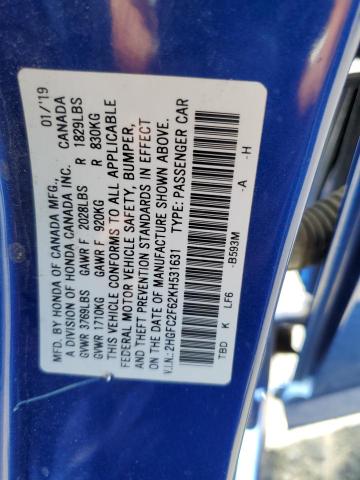 MFD. BY HONDA OF CANADA MFG., 01/'19
A DIVISION OF HONDA CANADA INC. CANADA
GVWR 3769LBS GAWR F 2028LBS R 1829LBS
GVWR 1710KG GAWR F 920KG R 830KG
THIS VEHICLE CONFORMS TO ALL APPLICABLE
FEDERAL MOTOR VEHICLE SAFETY, BUMPER,
AND THEFT PREVENTION STANDARDS IN EFFECT
ON THE DATE OF MANUFACTURE SHOWN ABOVE.
V.I.N.: 2HGFC2F62KH531631 TYPE: PASSENGER CAR
TBD K LF6 -B593M -A -H